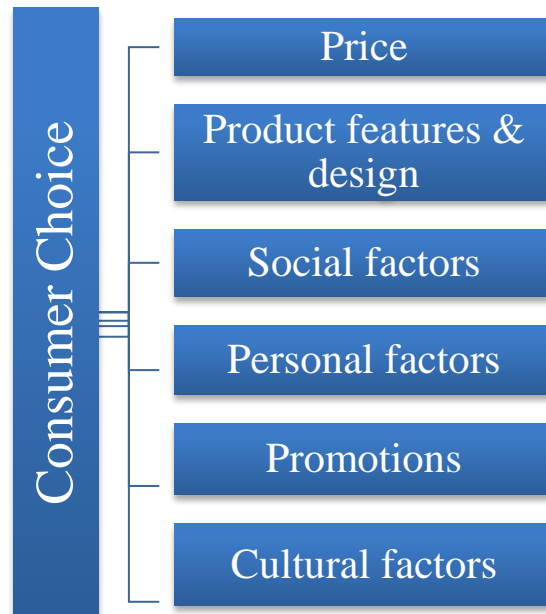 Consumer Choice
Price
Product features &
design
Social factors
Personal factors
Promotions
Cultural factors